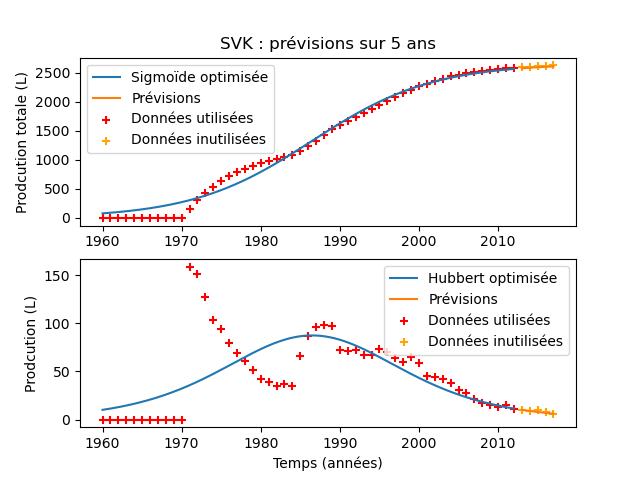 SVK : prévisions sur 5 ans
Prodcution totale (L)
2500
2000
1500
1000
500
0
Sigmoïde optimisée
Prévisions
Données utilisées
Données inutilisées
1960 1970 1980 1990 2000 2010
Prodcution (L)
150
100
50
0
Hubbert optimisée
Prévisions
Données utilisées
Données inutilisées
1960 1970 1980 1990 2000 2010
Temps (années)